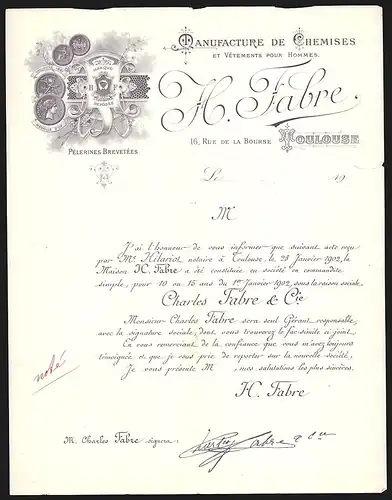 Manufacture de Chemises
et Vêtements pour Hommes.
H. Fabre.
16, Rue de la Bourse Toulouse
Pèlerines Brevetées
Le 19
M
J'ai l'honneur de vous informer que suivant acte reçu
par Me Hilariot notaire à Toulouse, le 28 Janvier 1902, la
Maison H. Fabre a été constituée en société en commandite
simple, pour 10 ou 15 ans du 1er Janvier 1902, sous la raison sociale.
Charles Fabre & Cie
Monsieur Charles Fabre sera seul Gérant responsable,
avec la signature sociale, dont vous trouverez le fac-simile ci-joint.
En vous remerciant de la confiance que vous m'avez toujours
témoignée et que je vous prie de reporter sur la nouvelle société,
Je vous présente M , mes salutations les plus sincères.
H. Fabre
noté
M. Charles Fabre signera: Charles Fabre & Cie